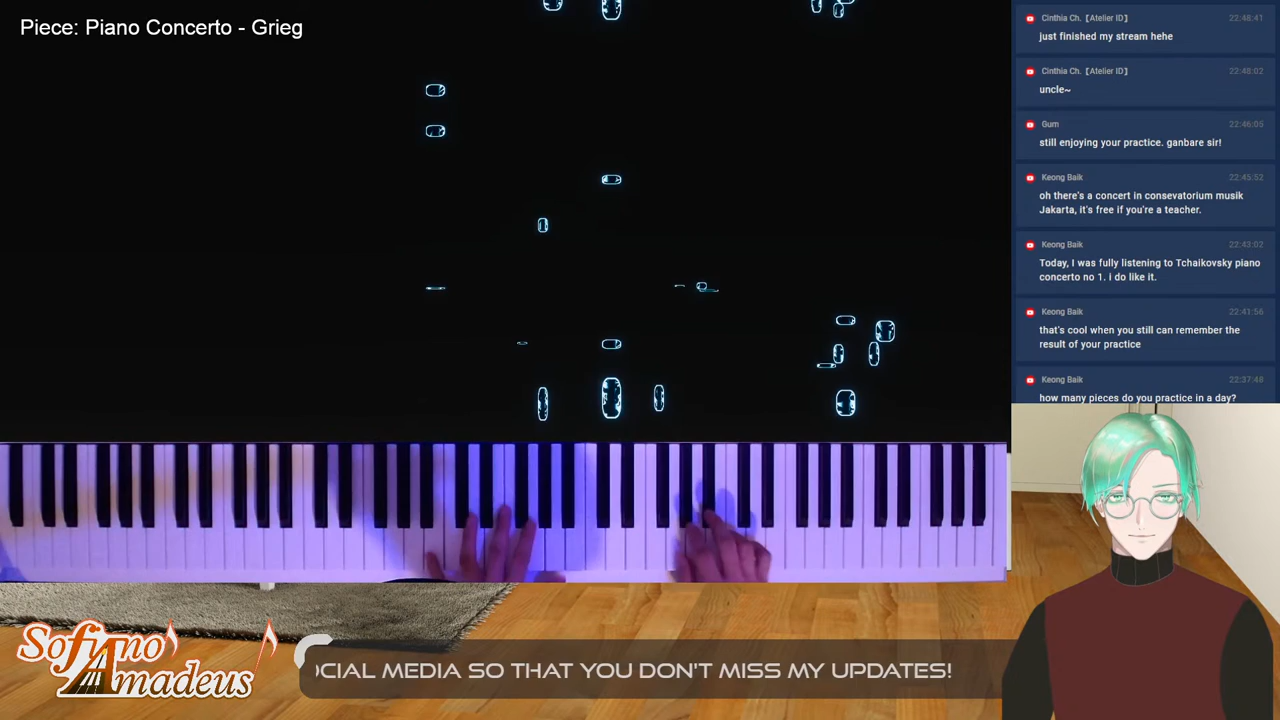 Piece: Piano Concerto - Grieg
Cinthia Ch.【Atelier ID】 22:48:41
just finished my stream hehe
Cinthia Ch.【Atelier ID】 22:48:02
uncle~
Gum 22:46:05
still enjoying your practice. ganbare sir!
Keong Baik 22:45:52
oh there's a concert in consevatorium musik
Jakarta, it's free if you're a teacher.
Keong Baik 22:43:02
Today, I was fully listening to Tchaikovsky piano
concerto no 1. i do like it.
Keong Baik 22:41:56
that's cool when you still can remember the
result of your practice
Keong Baik 22:37:48
how many pieces do you practice in a day?
Sofiano
Amadeus
OCIAL MEDIA SO THAT YOU DON'T MISS MY UPDATES!